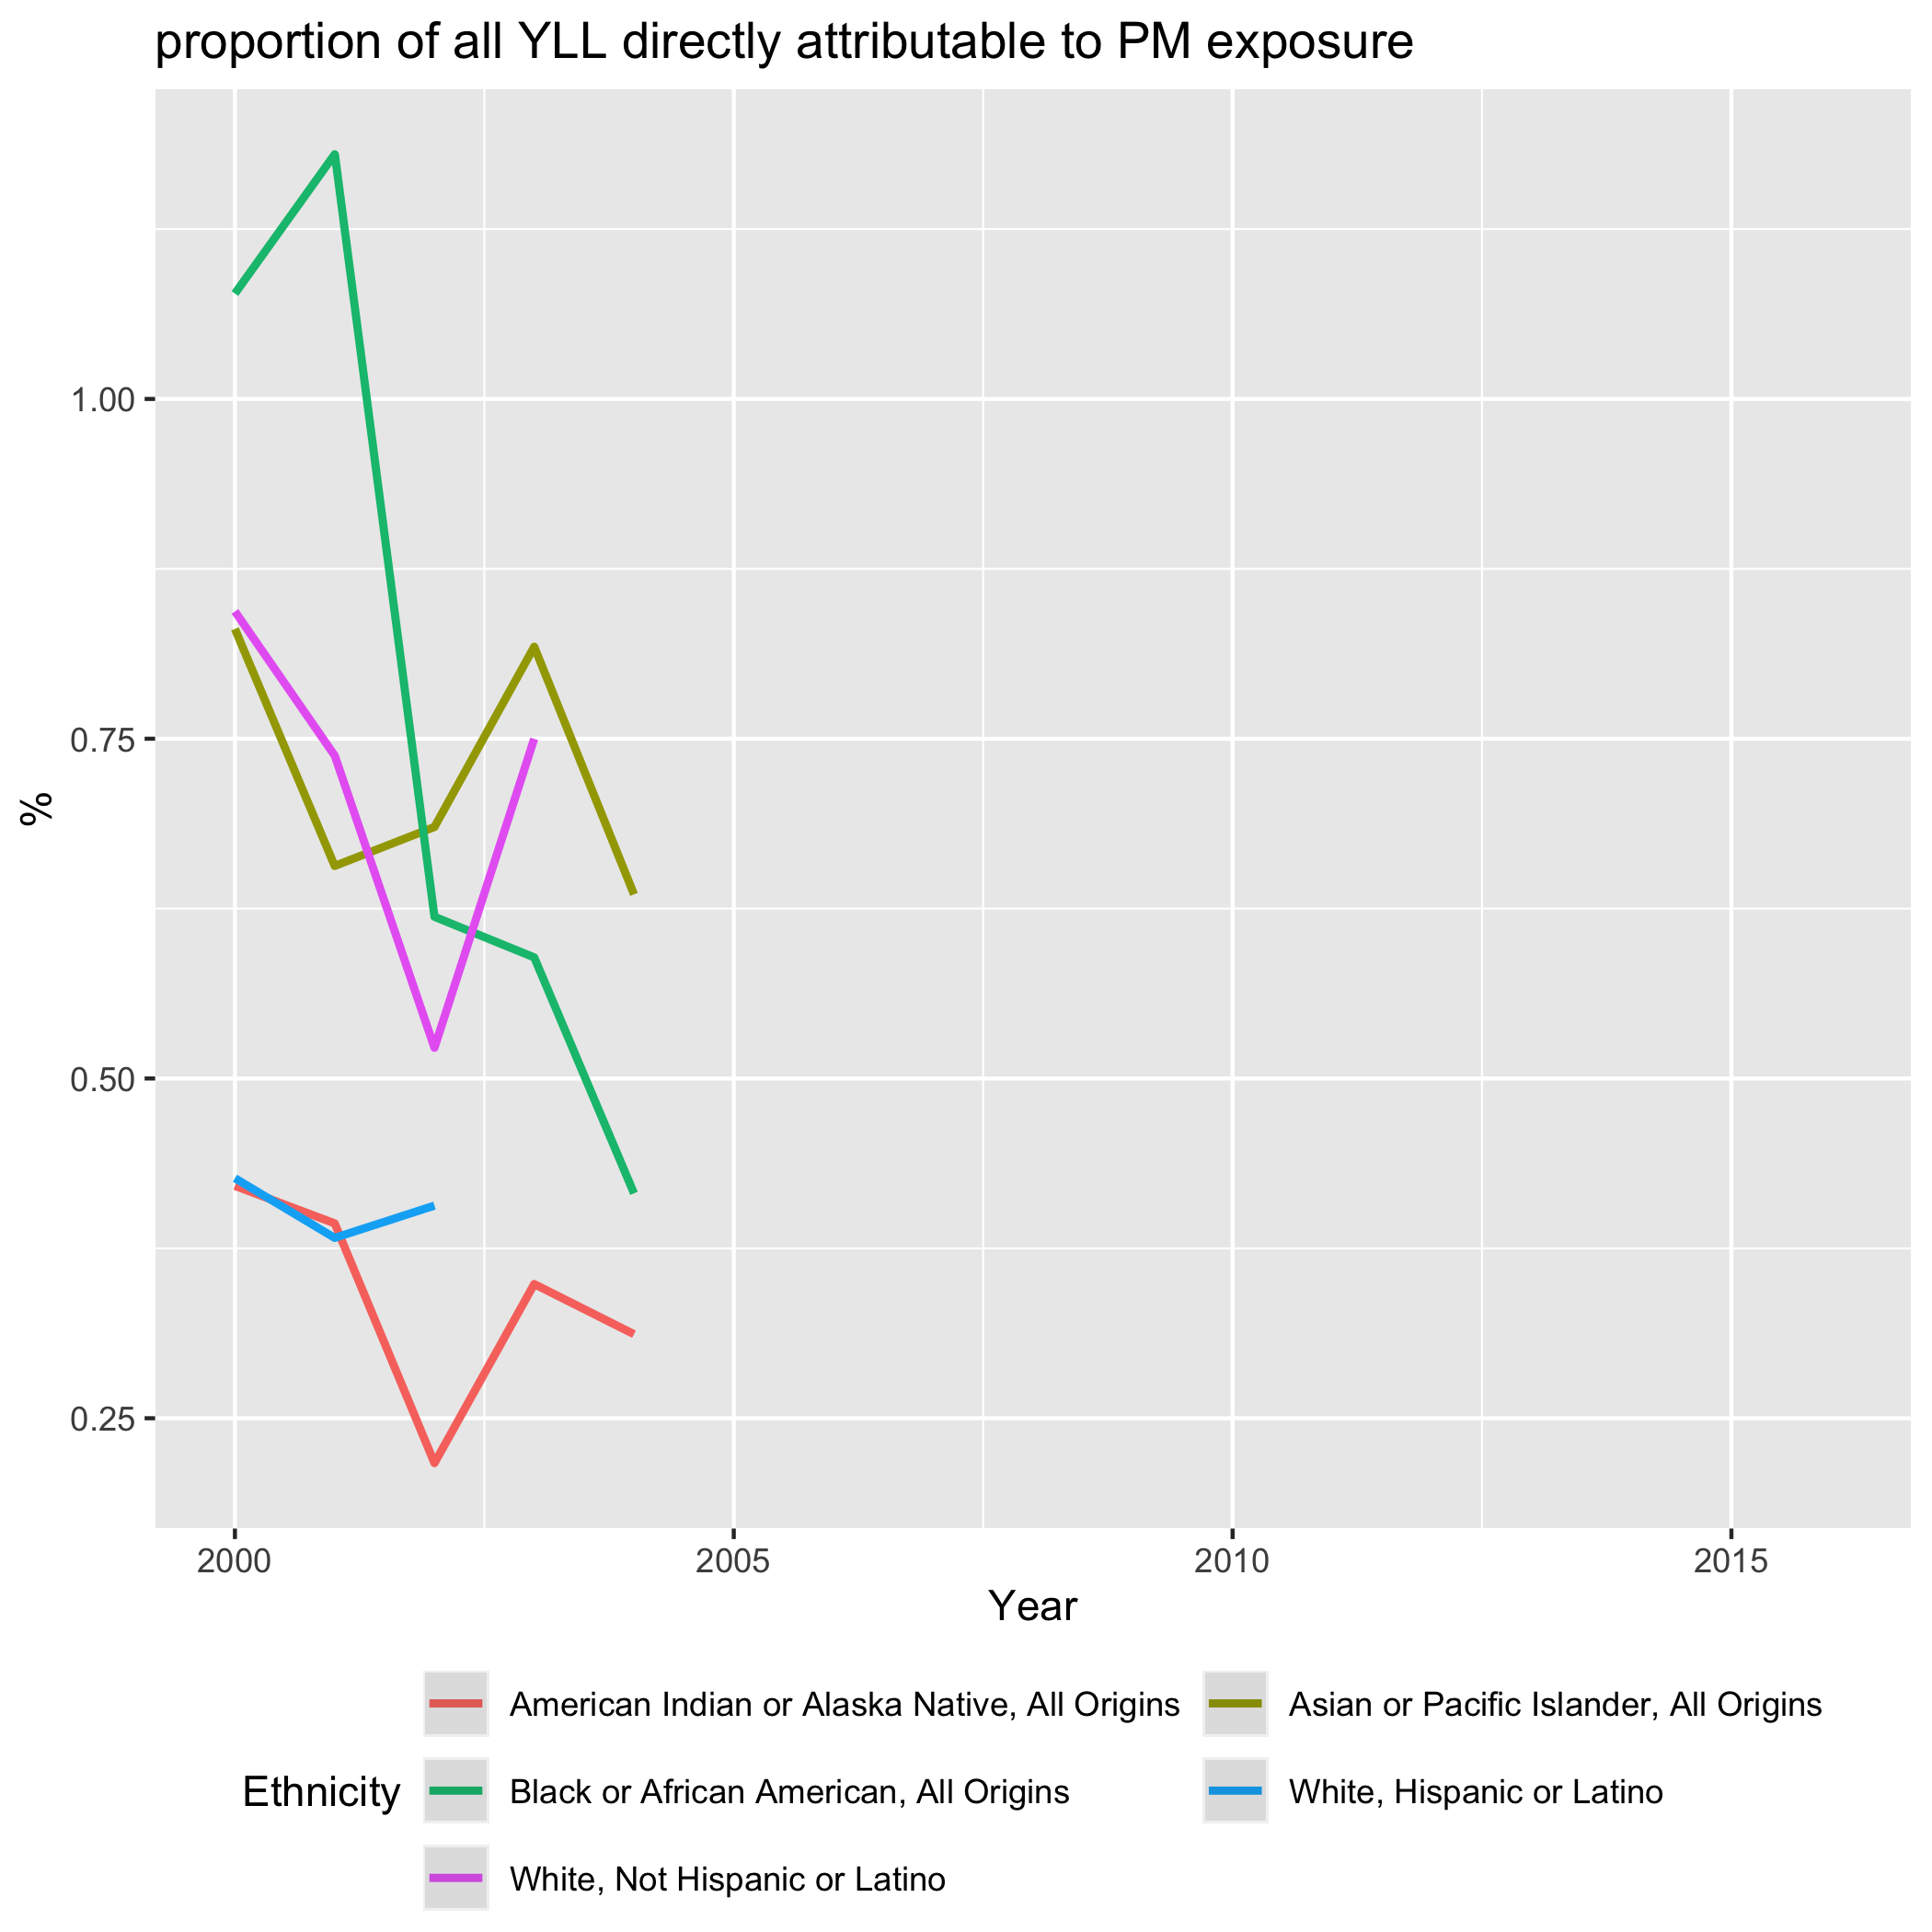 proportion of all YLL directly attributable to PM exposure
1.00
0.75
0.50
0.25
%
2000 2005 2010 2015
Year
Ethnicity
American Indian or Alaska Native, All Origins
Asian or Pacific Islander, All Origins
Black or African American, All Origins
White, Hispanic or Latino
White, Not Hispanic or Latino